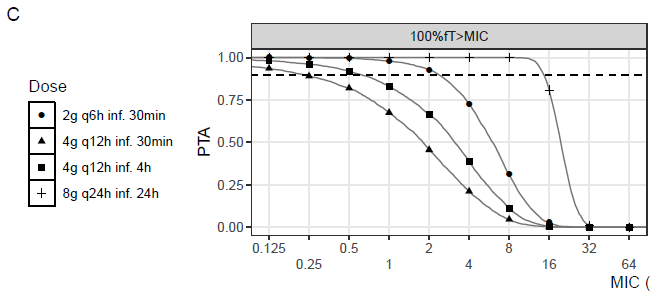 C
100%fT>MIC
Dose
2g q6h inf. 30min
4g q12h inf. 30min
4g q12h inf. 4h
8g q24h inf. 24h
PTA
1.00
0.75
0.50
0.25
0.00
0.125 0.5 1 2 4 8 16 32 64
0.25
MIC (